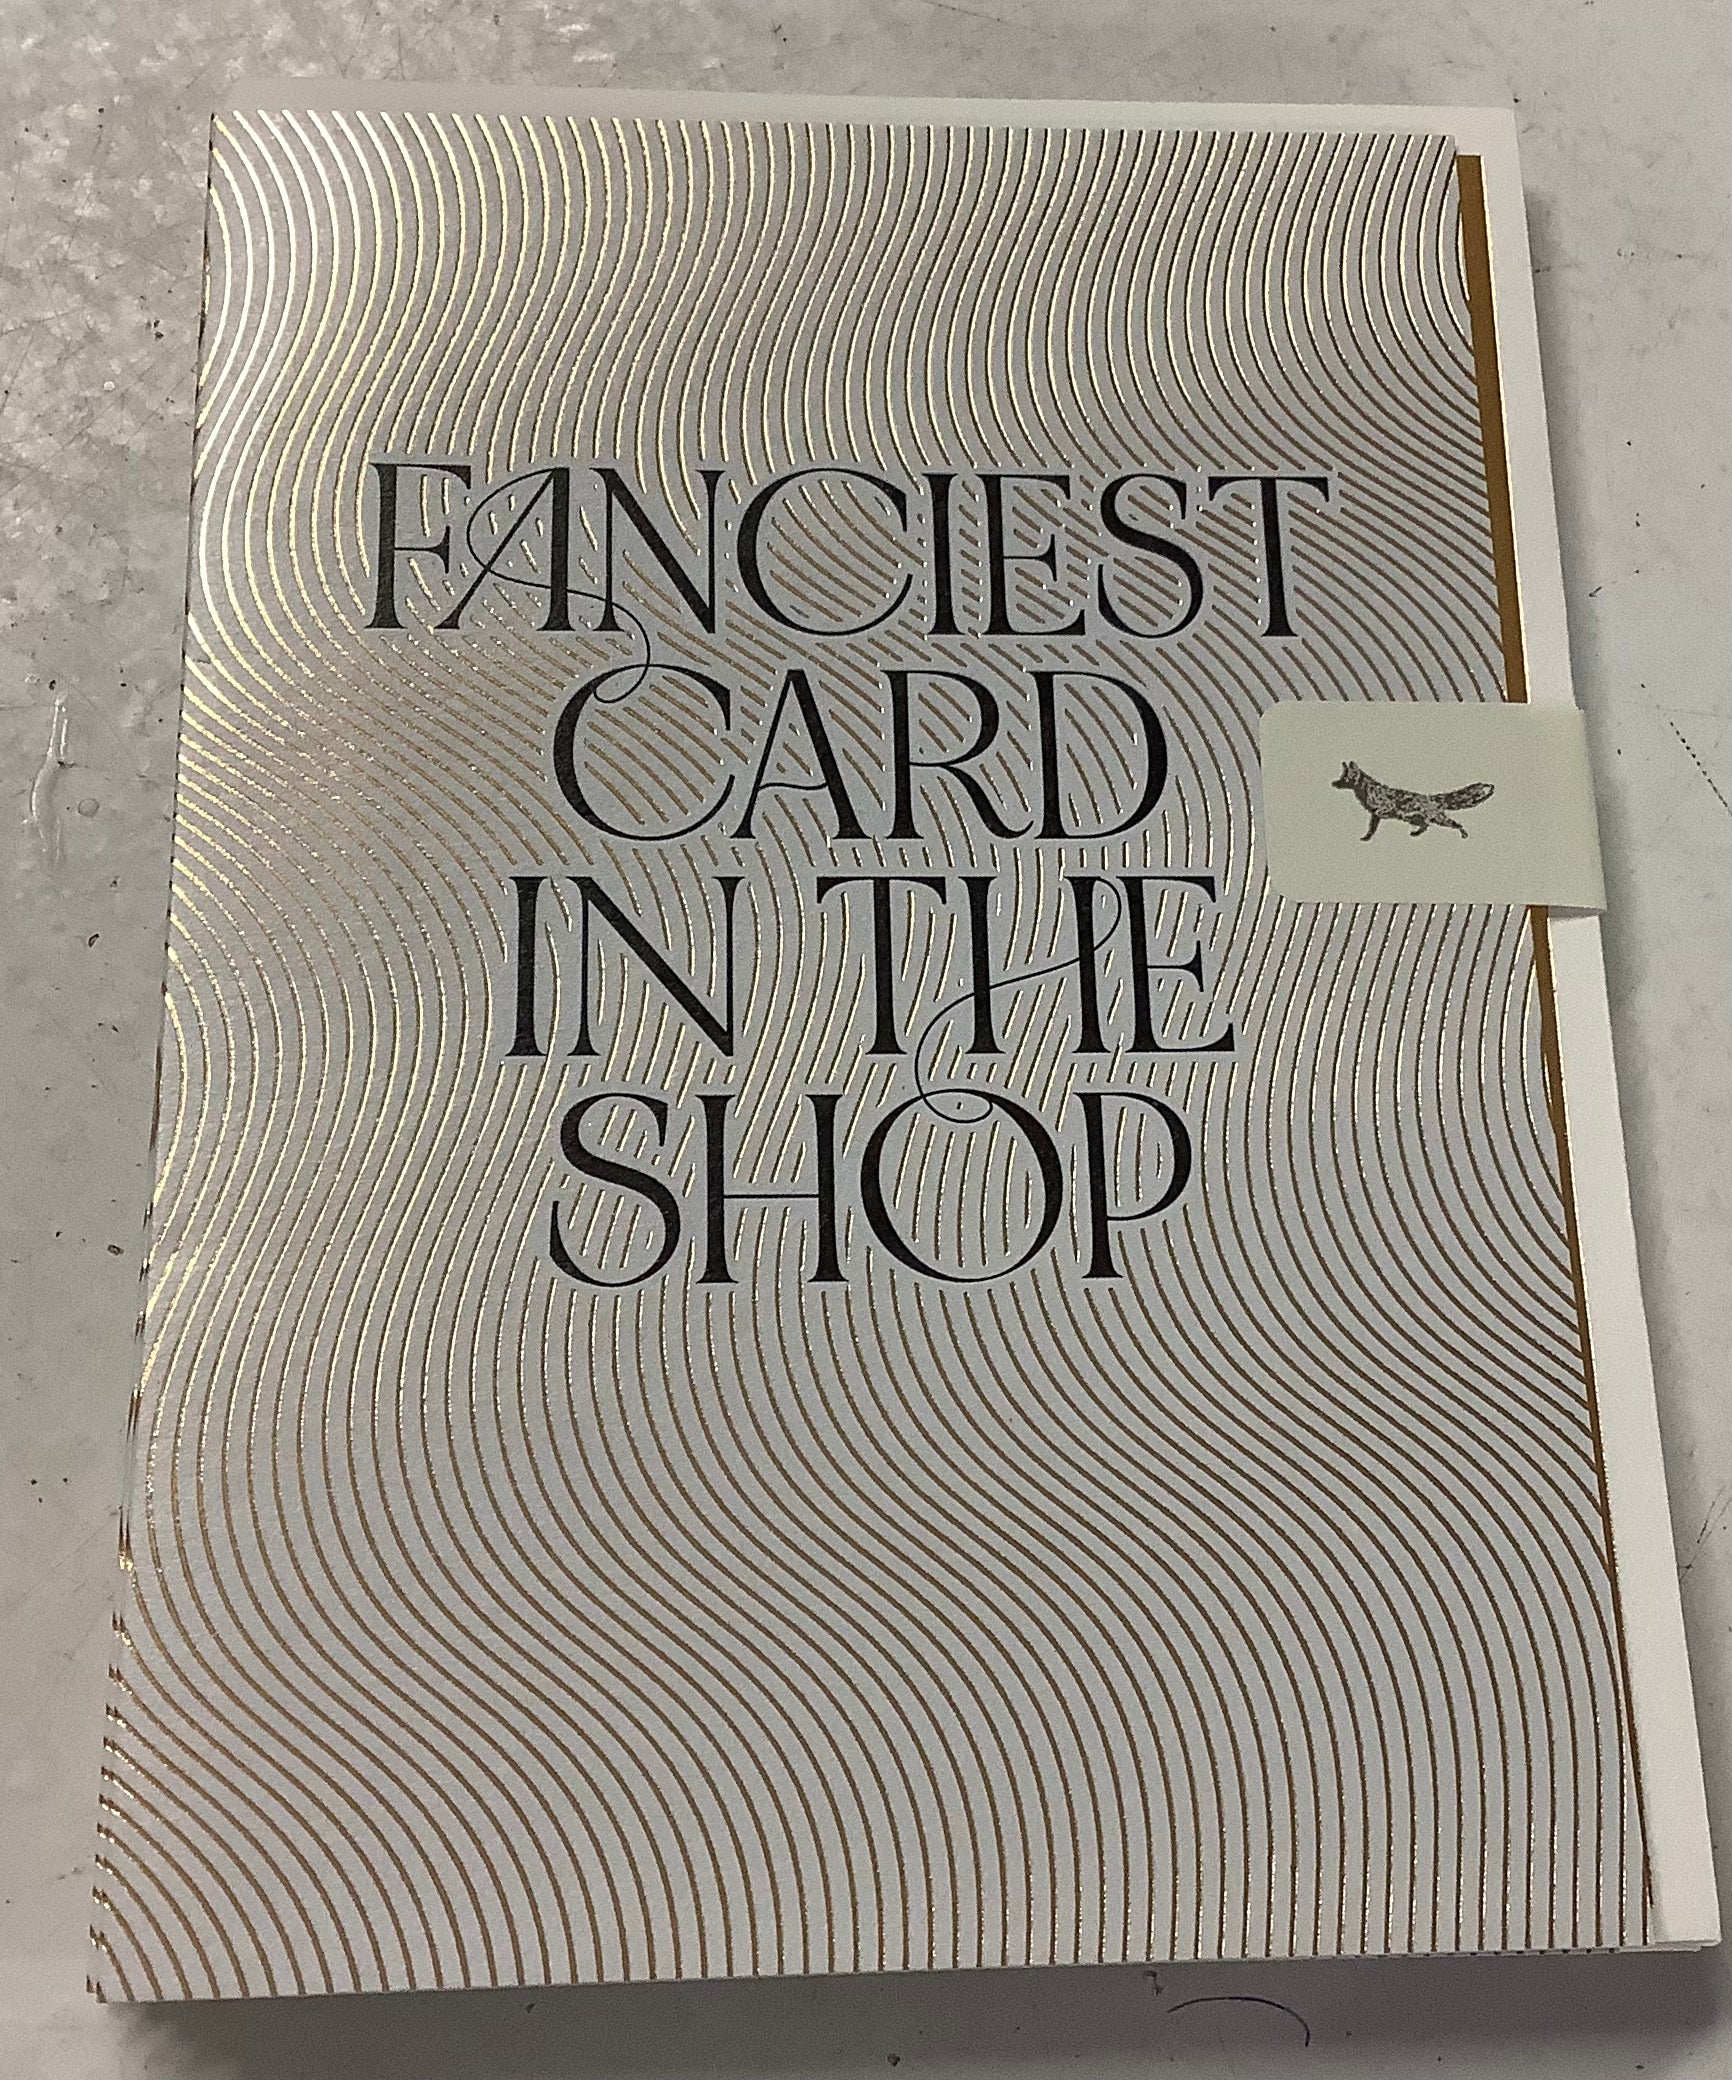 FANCIEST
CARD
IN THE
SHOP